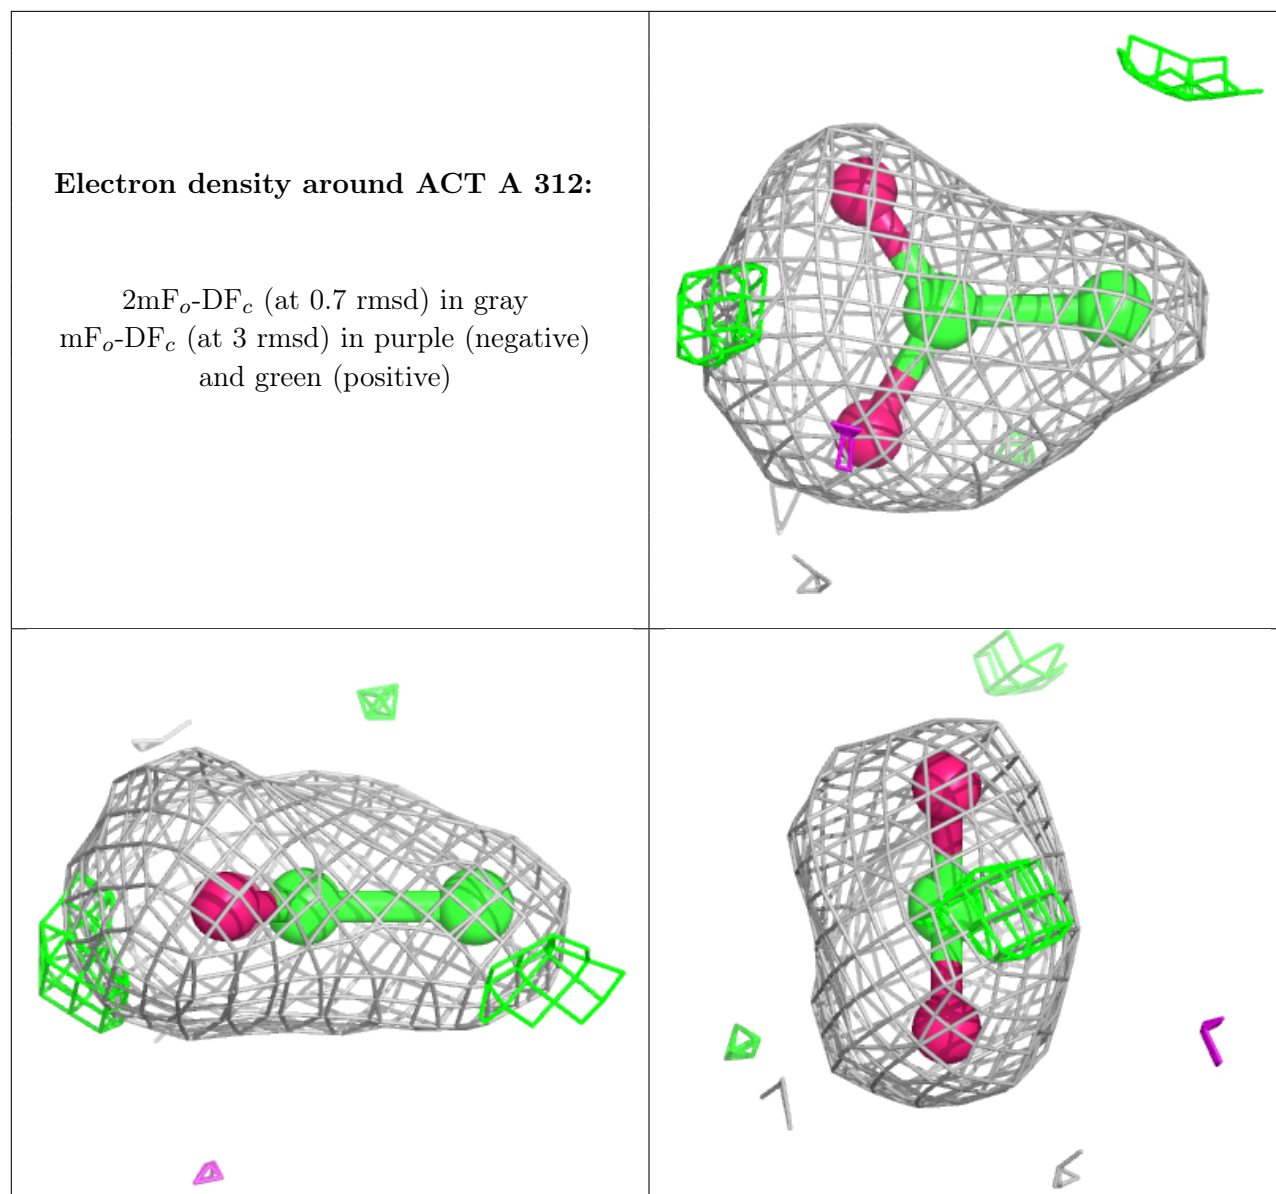 Electron density around ACT A 312:
2mFo-DFc (at 0.7 rmsd) in gray
mFo-DFc (at 3 rmsd) in purple (negative)
and green (positive)